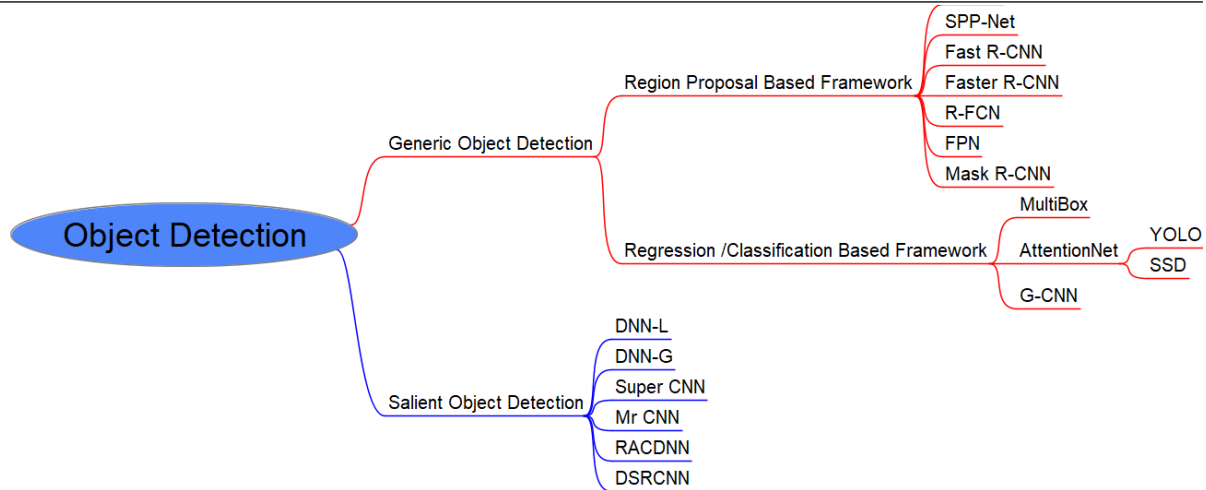 Object Detection
Generic Object Detection
Region Proposal Based Framework
SPP-Net
Fast R-CNN
Faster R-CNN
R-FCN
FPN
Mask R-CNN
Regression /Classification Based Framework
MultiBox
AttentionNet
YOLO
SSD
G-CNN
Salient Object Detection
DNN-L
DNN-G
Super CNN
Mr CNN
RACDNN
DSRCNN